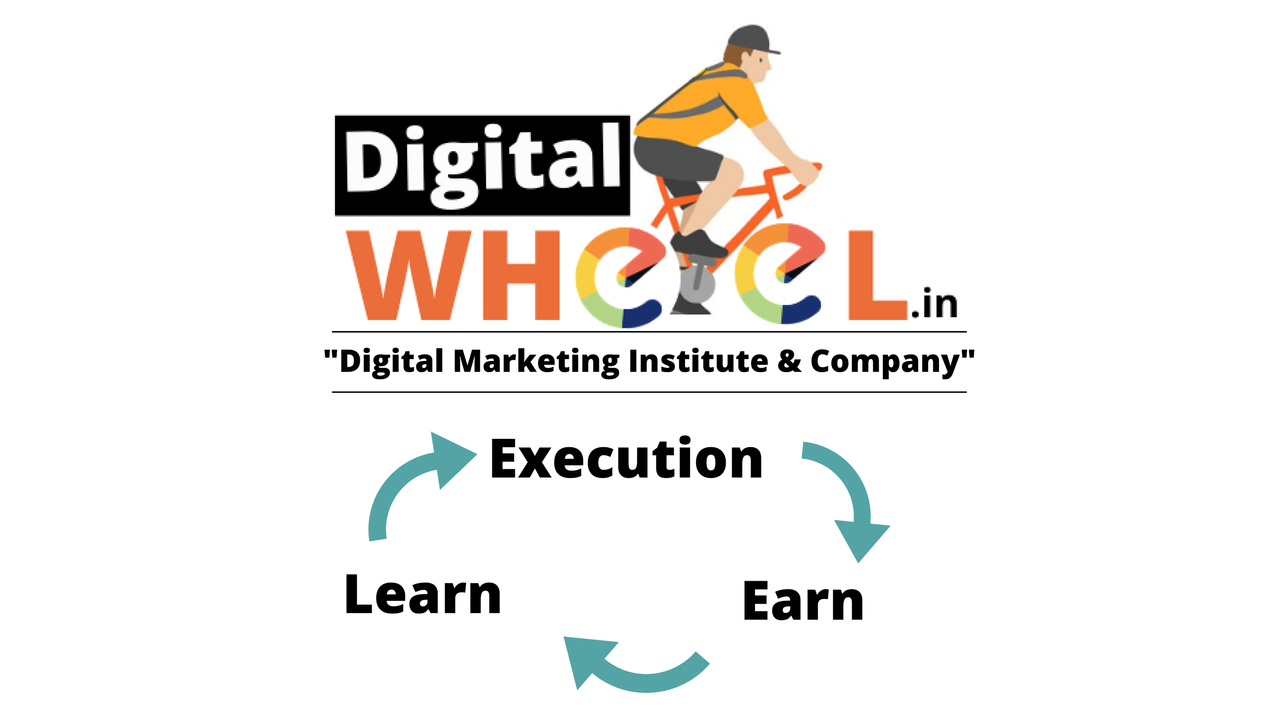 Digital
WHeeL.in
"Digital Marketing Institute & Company"
Execution
Learn
Earn